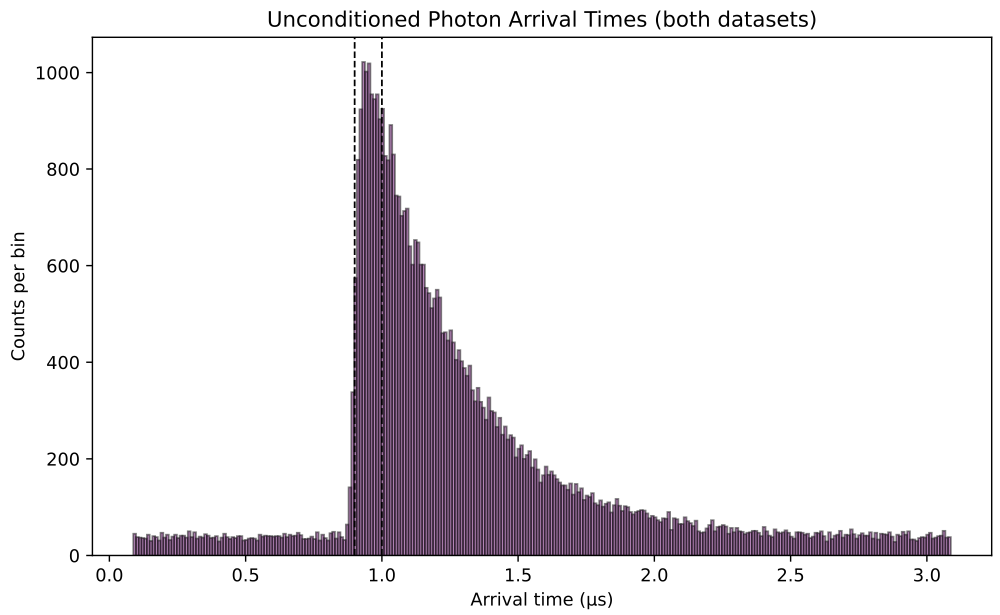 Unconditioned Photon Arrival Times (both datasets)
1000
800
600
400
200
0
Counts per bin
0.0 0.5 1.0 1.5 2.0 2.5 3.0
Arrival time (µs)